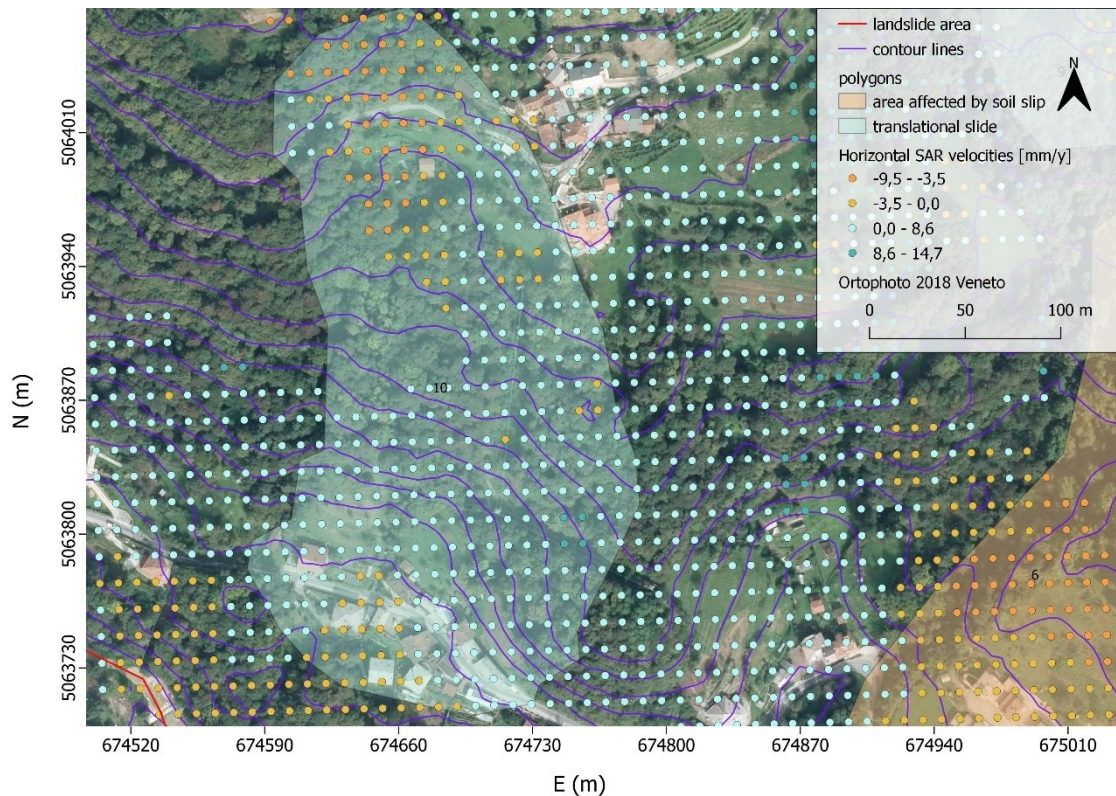 landslide area
contour lines
polygons
area affected by soil slip
translational slide
Horizontal SAR velocities [mm/y]
-9,5 - -3,5
-3,5 - 0,0
0,0 - 8,6
8,6 - 14,7
Ortophoto 2018 Veneto
0 50 100 m
N
9
10
6
5064010
5063940
5063870
5063800
5063730
N (m)
674520 674590 674660 674730 674800 674870 674940 675010
E (m)